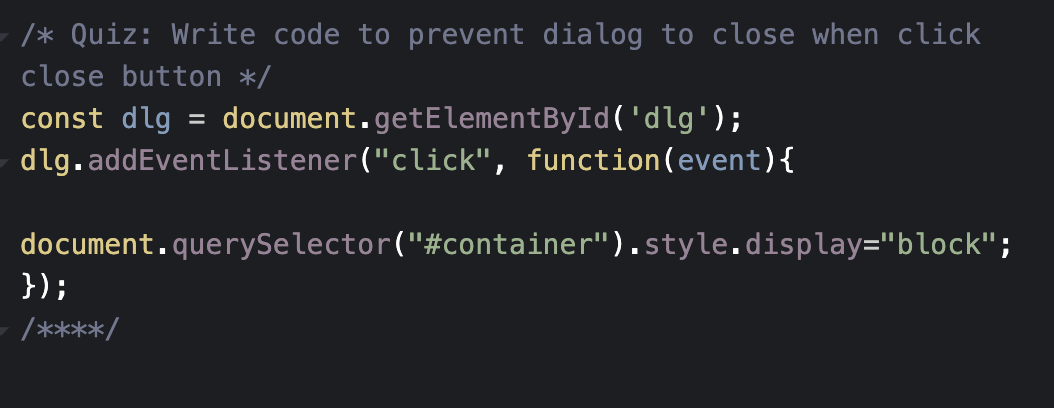 /* Quiz: Write code to prevent dialog to close when click
close button */
const dlg = document.getElementById('dlg');
dlg.addEventListener("click", function(event){
document.querySelector("#container").style.display="block";
});
/****/